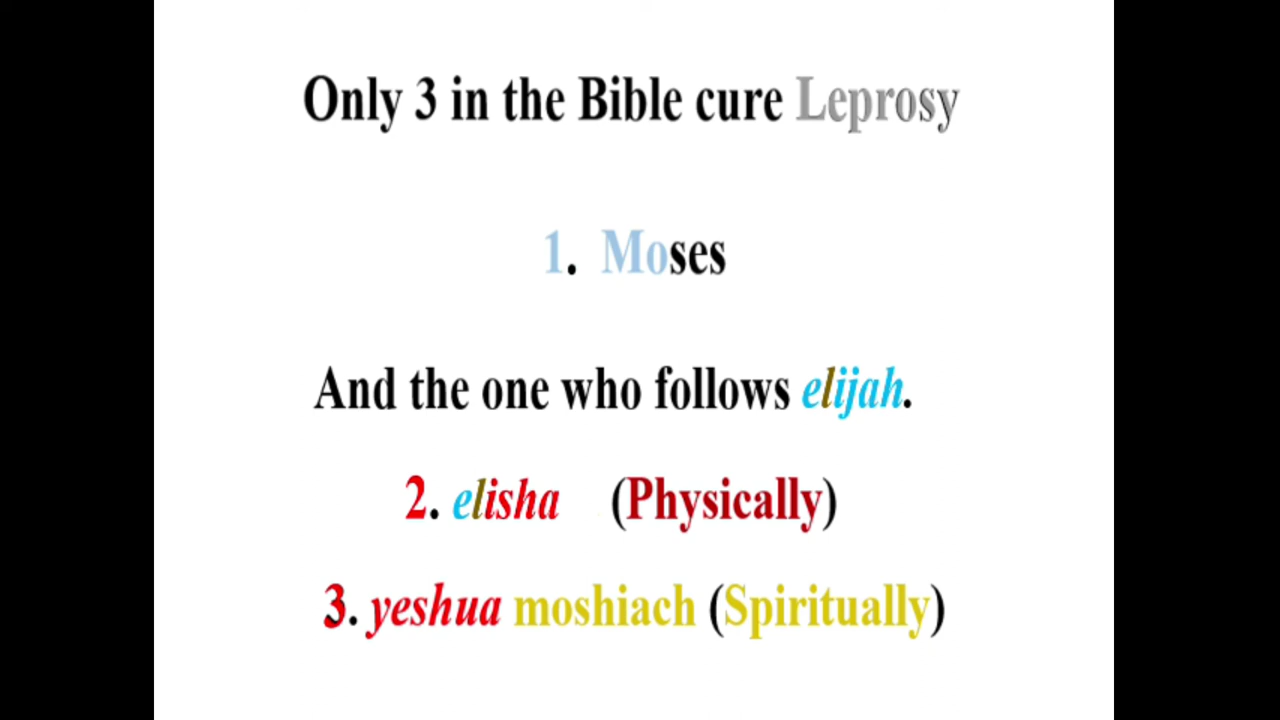 Only 3 in the Bible cure Leprosy
1. Moses
And the one who follows elijah.
2. elisha (Physically)
3. yeshua moshiach (Spiritually)